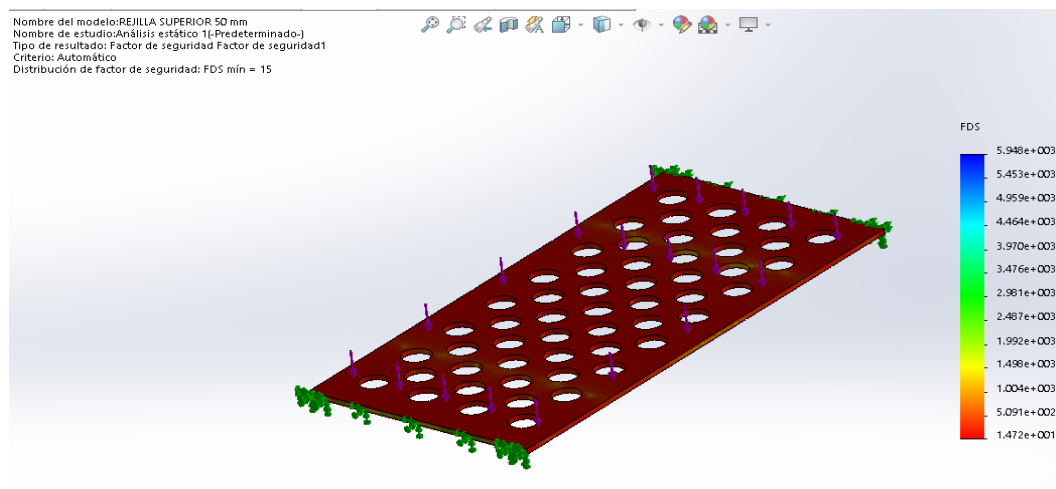 Nombre del modelo:REJILLA SUPERIOR 50 mm
Nombre de estudio:Análisis estático 1(-Predeterminado-)
Tipo de resultado: Factor de seguridad Factor de seguridad1
Criterio: Automático
Distribución de factor de seguridad: FDS mín = 15
FDS
5.948e+003
5.453e+003
4.959e+003
4.464e+003
3.970e+003
3.476e+003
2.981e+003
2.487e+003
1.992e+003
1.498e+003
1.004e+003
5.091e+002
1.472e+001